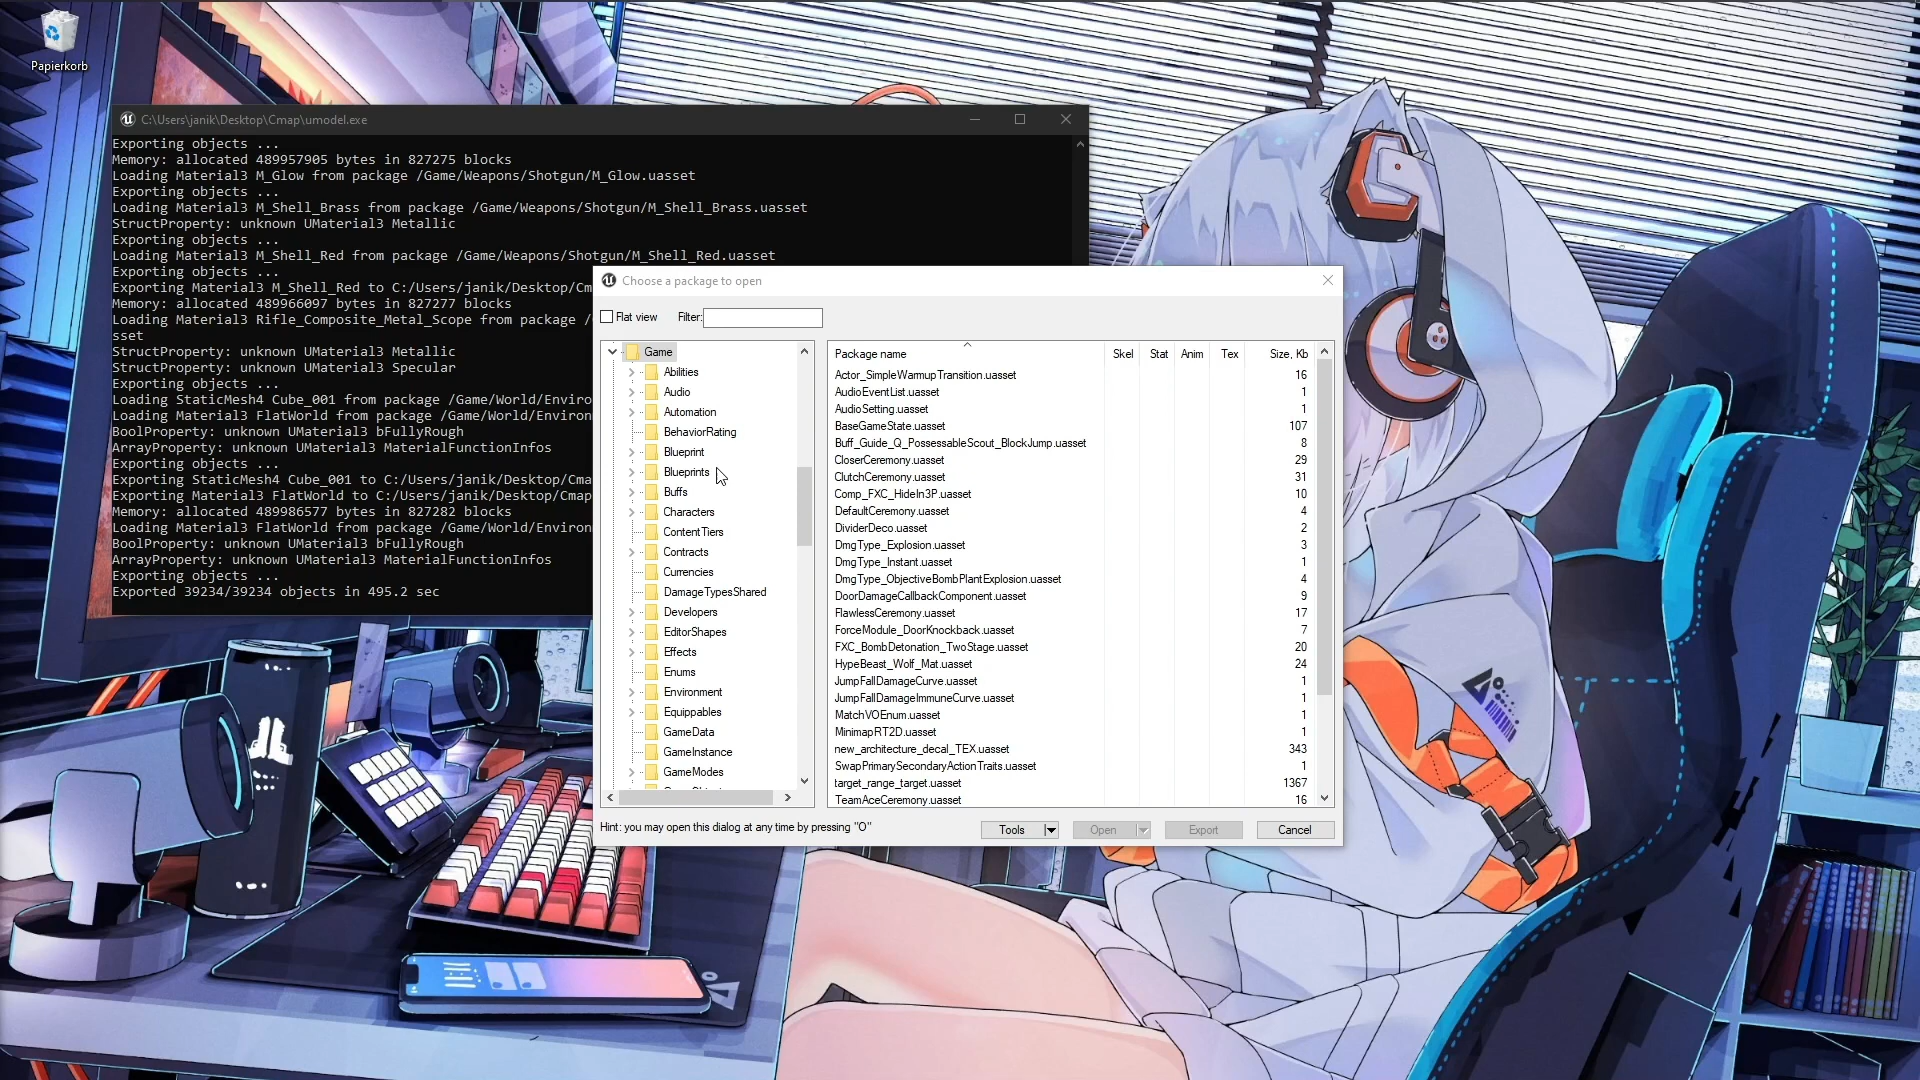 Papierkorb
C:\Users\janik\Desktop\Cmap\umodel.exe
Exporting objects ...
Memory: allocated 489957905 bytes in 827275 blocks
Loading Material3 M_Glow from package /Game/Weapons/Shotgun/M_Glow.uasset
Exporting objects ...
Loading Material3 M_Shell_Brass from package /Game/Weapons/Shotgun/M_Shell_Brass.uasset
StructProperty: unknown UMaterial3 Metallic
Exporting objects ...
Loading Material3 M_Shell_Red from package /Game/Weapons/Shotgun/M_Shell_Red.uasset
Exporting objects ...
Exporting Material3 M_Shell_Red to C:/Users/janik/Desktop/Cm
Memory: allocated 489966097 bytes in 827277 blocks
Loading Material3 Rifle_Composite_Metal_Scope from package /
sset
StructProperty: unknown UMaterial3 Metallic
StructProperty: unknown UMaterial3 Specular
Exporting objects ...
Loading StaticMesh4 Cube_001 from package /Game/World/Enviro
Loading Material3 FlatWorld from package /Game/World/Environ
BoolProperty: unknown UMaterial3 bFullyRough
ArrayProperty: unknown UMaterial3 MaterialFunctionInfos
Exporting objects ...
Exporting StaticMesh4 Cube_001 to C:/Users/janik/Desktop/Cma
Exporting Material3 FlatWorld to C:/Users/janik/Desktop/Cmap
Memory: allocated 489986577 bytes in 827282 blocks
Loading Material3 FlatWorld from package /Game/World/Environ
BoolProperty: unknown UMaterial3 bFullyRough
ArrayProperty: unknown UMaterial3 MaterialFunctionInfos
Exporting objects ...
Exported 39234/39234 objects in 495.2 sec
Choose a package to open
Flat view Filter:
Game
Abilities
Audio
Automation
BehaviorRating
Blueprint
Blueprints
Buffs
Characters
ContentTiers
Contracts
Currencies
DamageTypesShared
Developers
EditorShapes
Effects
Enums
Environment
Equippables
GameData
GameInstance
GameModes
Package name Skel Stat Anim Tex Size, Kb
Actor_SimpleWarmupTransition.uasset 16
AudioEventList.uasset 1
AudioSetting.uasset 1
BaseGameState.uasset 107
Buff_Guide_Q_PossessableScout_BlockJump.uasset 8
CloserCeremony.uasset 29
ClutchCeremony.uasset 31
Comp_FXC_HideIn3P.uasset 10
DefaultCeremony.uasset 4
DividerDeco.uasset 2
DmgType_Explosion.uasset 3
DmgType_Instant.uasset 1
DmgType_ObjectiveBombPlantExplosion.uasset 4
DoorDamageCallbackComponent.uasset 9
FlawlessCeremony.uasset 17
ForceModule_DoorKnockback.uasset 7
FXC_BombDetonation_TwoStage.uasset 20
HypeBeast_Wolf_Mat.uasset 24
JumpFallDamageCurve.uasset 1
JumpFallDamageImmuneCurve.uasset 1
MatchVOEnum.uasset 1
MinimapRT2D.uasset 1
new_architecture_decal_TEX.uasset 343
SwapPrimarySecondaryActionTraits.uasset 1
target_range_target.uasset 1367
TeamAceCeremony.uasset 16
Hint: you may open this dialog at any time by pressing "O"
Tools Open Export Cancel